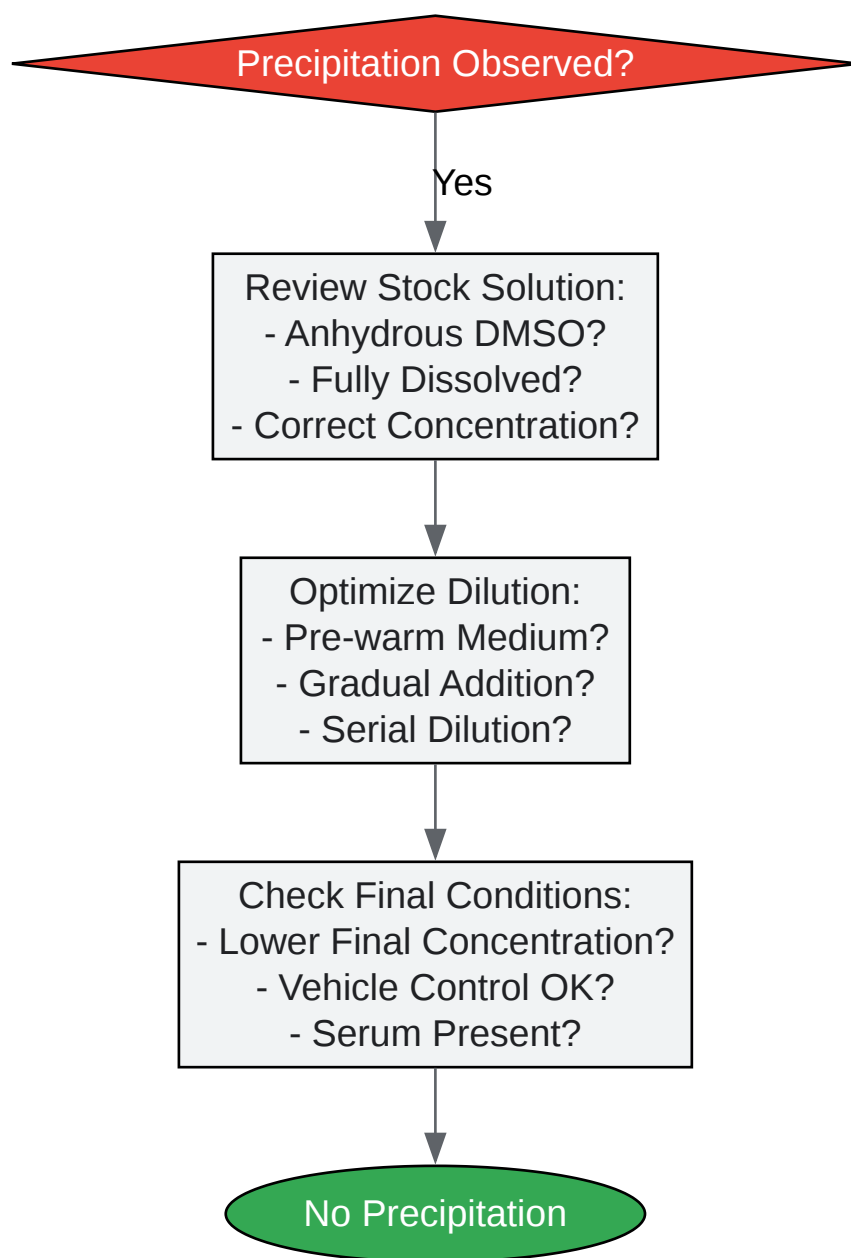 Precipitation Observed?
Yes
Review Stock Solution:
- Anhydrous DMSO?
- Fully Dissolved?
- Correct Concentration?
Optimize Dilution:
- Pre-warm Medium?
- Gradual Addition?
- Serial Dilution?
Check Final Conditions:
- Lower Final Concentration?
- Vehicle Control OK?
- Serum Present?
No Precipitation